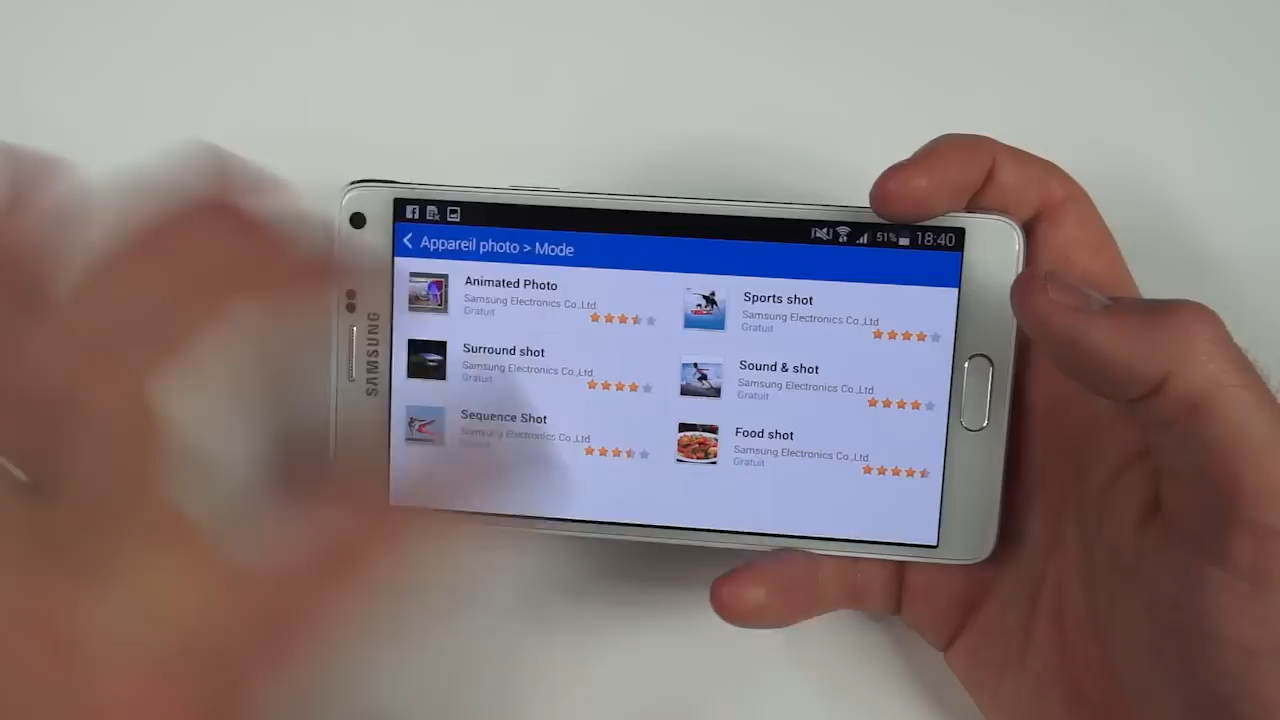 51% 18:40
Appareil photo > Mode
Animated Photo
Samsung Electronics Co.,Ltd.
Gratuit
Sports shot
Samsung Electronics Co.,Ltd
Gratuit
Surround shot
Samsung Electronics Co.,Ltd.
Gratuit
Sound & shot
Samsung Electronics Co.,Ltd.
Gratuit
Sequence Shot
Samsung Electronics Co.,Ltd.
Food shot
Samsung Electronics Co.,Ltd.
Gratuit
SAMSUNG